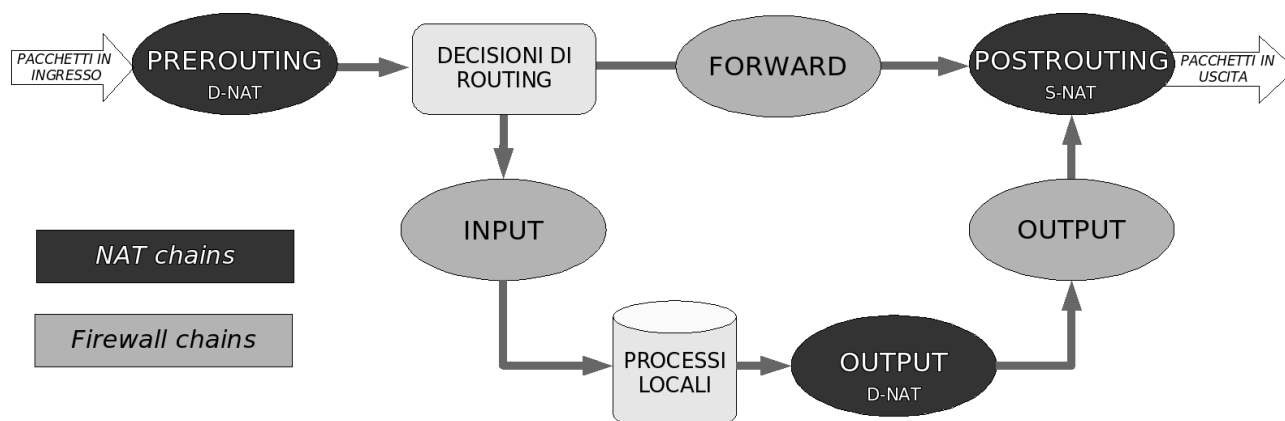 PACCHETTI IN
INGRESSO
PREROUTING
D-NAT
DECISIONI DI
ROUTING
FORWARD
POSTROUTING
S-NAT
PACCHETTI IN
USCITA
INPUT
OUTPUT
NAT chains
Firewall chains
PROCESSI
LOCALI
OUTPUT
D-NAT